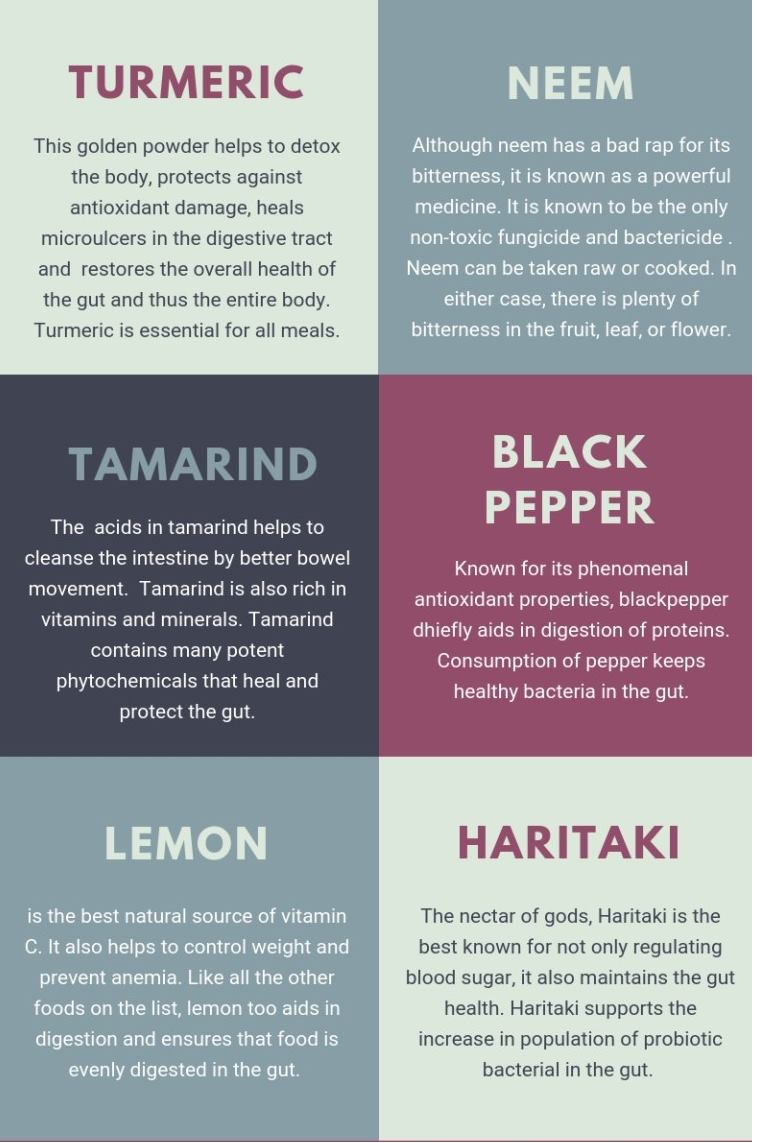 TURMERIC
This golden powder helps to detox
the body, protects against
antioxidant damage, heals
microulcers in the digestive tract
and  restores the overall health of
the gut and thus the entire body.
Turmeric is essential for all meals.
NEEM
Although neem has a bad rap for its
bitterness, it is known as a powerful
medicine. It is known to be the only
non-toxic fungicide and bactericide .
Neem can be taken raw or cooked. In
either case, there is plenty of
bitterness in the fruit, leaf, or flower.
TAMARIND
The  acids in tamarind helps to
cleanse the intestine by better bowel
movement.  Tamarind is also rich in
vitamins and minerals. Tamarind
contains many potent
phytochemicals that heal and
protect the gut.
BLACK
PEPPER
Known for its phenomenal
antioxidant properties, blackpepper
dhiefly aids in digestion of proteins.
Consumption of pepper keeps
healthy bacteria in the gut.
LEMON
is the best natural source of vitamin
C. It also helps to control weight and
prevent anemia. Like all the other
foods on the list, lemon too aids in
digestion and ensures that food is
evenly digested in the gut.
HARITAKI
The nectar of gods, Haritaki is the
best known for not only regulating
blood sugar, it also maintains the gut
health. Haritaki supports the
increase in population of probiotic
bacterial in the gut.